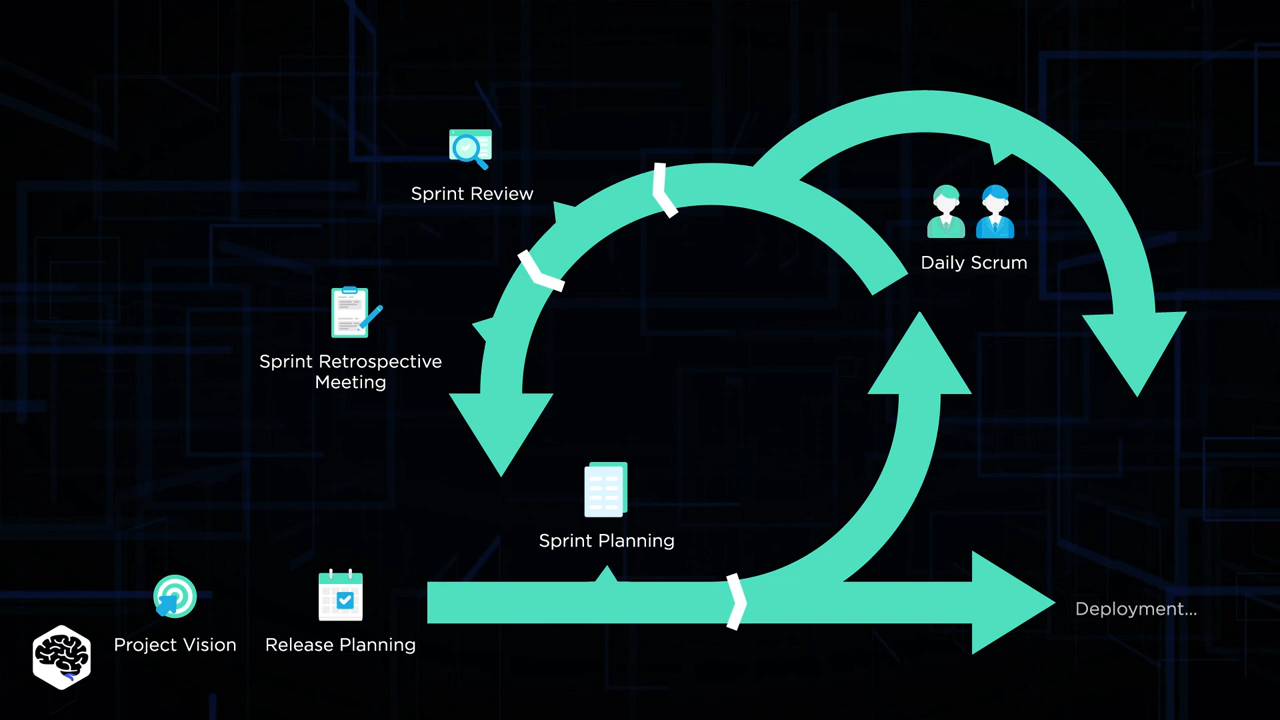 Sprint Review
Daily Scrum
Sprint Retrospective
Meeting
Sprint Planning
Deployment...
Project Vision
Release Planning